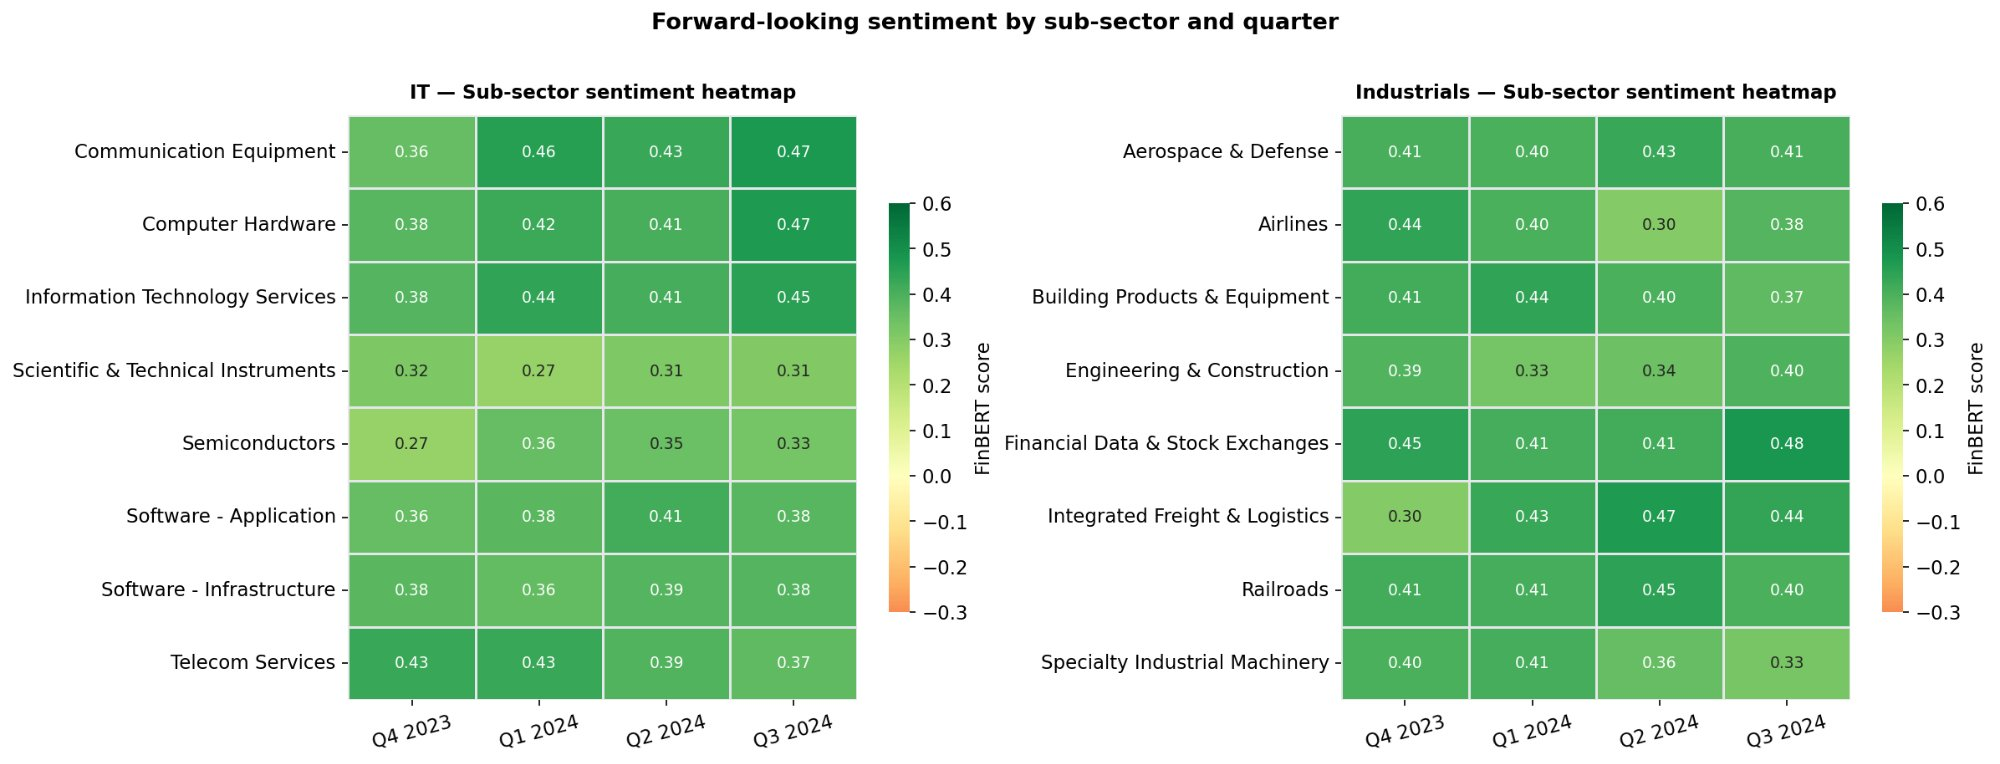 Forward-looking sentiment by sub-sector and quarter
IT — Sub-sector sentiment heatmap
Communication Equipment 0.36 0.46 0.43 0.47
Computer Hardware 0.38 0.42 0.41 0.47
Information Technology Services 0.38 0.44 0.41 0.45
Scientific & Technical Instruments 0.32 0.27 0.31 0.31
Semiconductors 0.27 0.36 0.35 0.33
Software - Application 0.36 0.38 0.41 0.38
Software - Infrastructure 0.38 0.36 0.39 0.38
Telecom Services 0.43 0.43 0.39 0.37
Q4 2023 Q1 2024 Q2 2024 Q3 2024
0.6
0.5
0.4
0.3
0.2
0.1
0.0
−0.1
−0.2
−0.3
FinBERT score
Industrials — Sub-sector sentiment heatmap
Aerospace & Defense 0.41 0.40 0.43 0.41
Airlines 0.44 0.40 0.30 0.38
Building Products & Equipment 0.41 0.44 0.40 0.37
Engineering & Construction 0.39 0.33 0.34 0.40
Financial Data & Stock Exchanges 0.45 0.41 0.41 0.48
Integrated Freight & Logistics 0.30 0.43 0.47 0.44
Railroads 0.41 0.41 0.45 0.40
Specialty Industrial Machinery 0.40 0.41 0.36 0.33
Q4 2023 Q1 2024 Q2 2024 Q3 2024
0.6
0.5
0.4
0.3
0.2
0.1
0.0
−0.1
−0.2
−0.3
FinBERT score